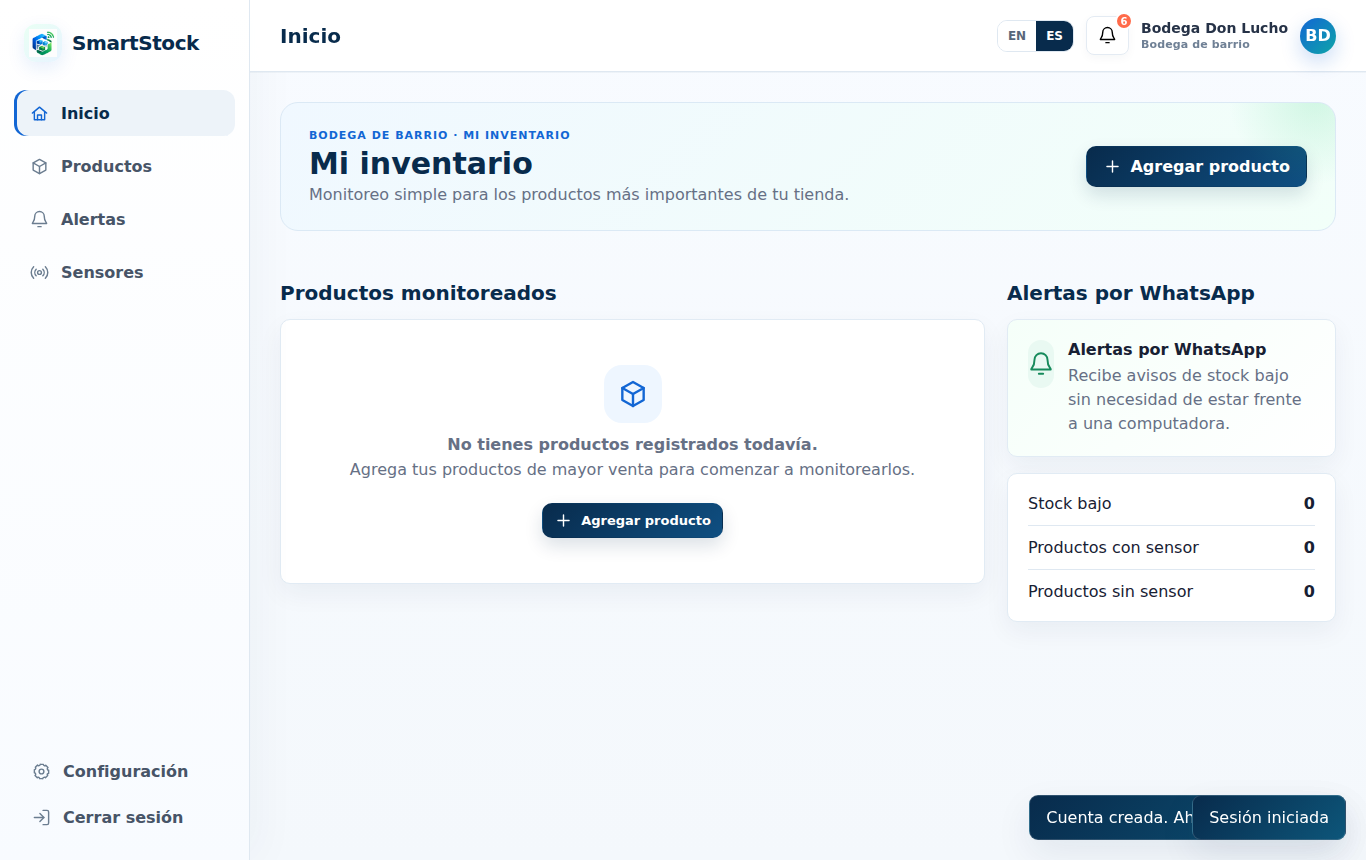 SmartStock
Inicio
Productos
Alertas
Sensores
Configuración
Cerrar sesión
Inicio
EN
ES
6
Bodega Don Lucho
Bodega de barrio
BD
BODEGA DE BARRIO · MI INVENTARIO
Mi inventario
Monitoreo simple para los productos más importantes de tu tienda.
Agregar producto
Productos monitoreados
No tienes productos registrados todavía.
Agrega tus productos de mayor venta para comenzar a monitorearlos.
Agregar producto
Alertas por WhatsApp
Alertas por WhatsApp
Recibe avisos de stock bajo
sin necesidad de estar frente
a una computadora.
Stock bajo 0
Productos con sensor 0
Productos sin sensor 0
Cuenta creada.
Sesión iniciada